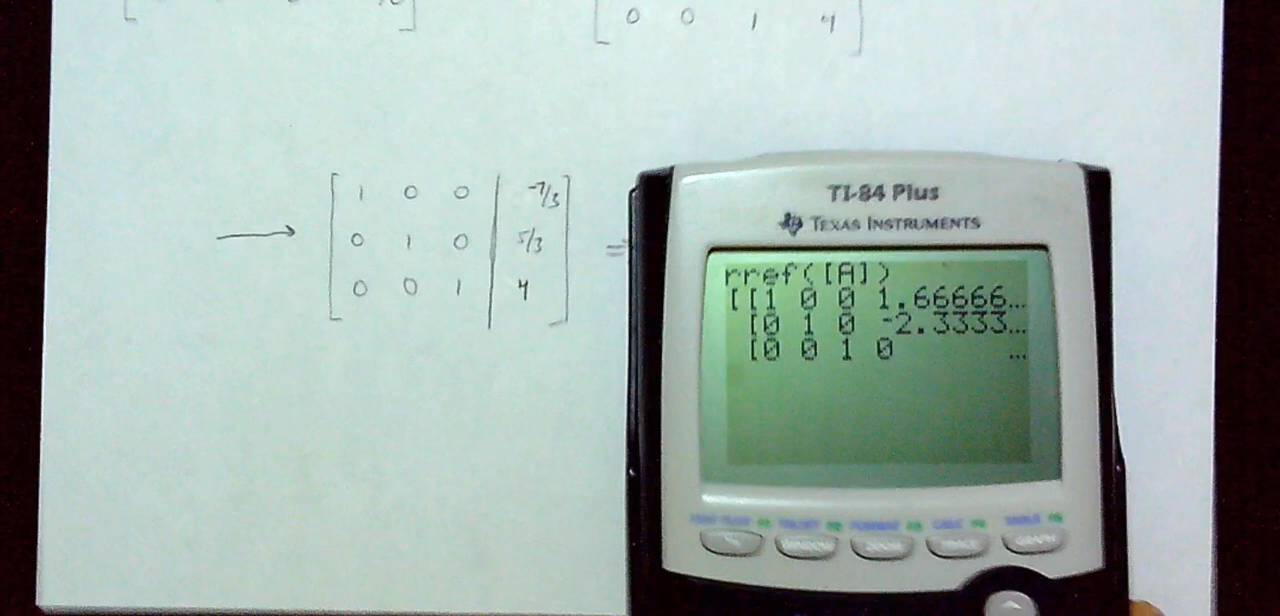 0 0 1 4
1 0 0 -7/3
0 1 0 5/3 =
0 0 1 4
TI-84 Plus
TEXAS INSTRUMENTS
rref([A])
[[1 0 0 1.66666…
[0 1 0 -2.3333…
[0 0 1 0 …